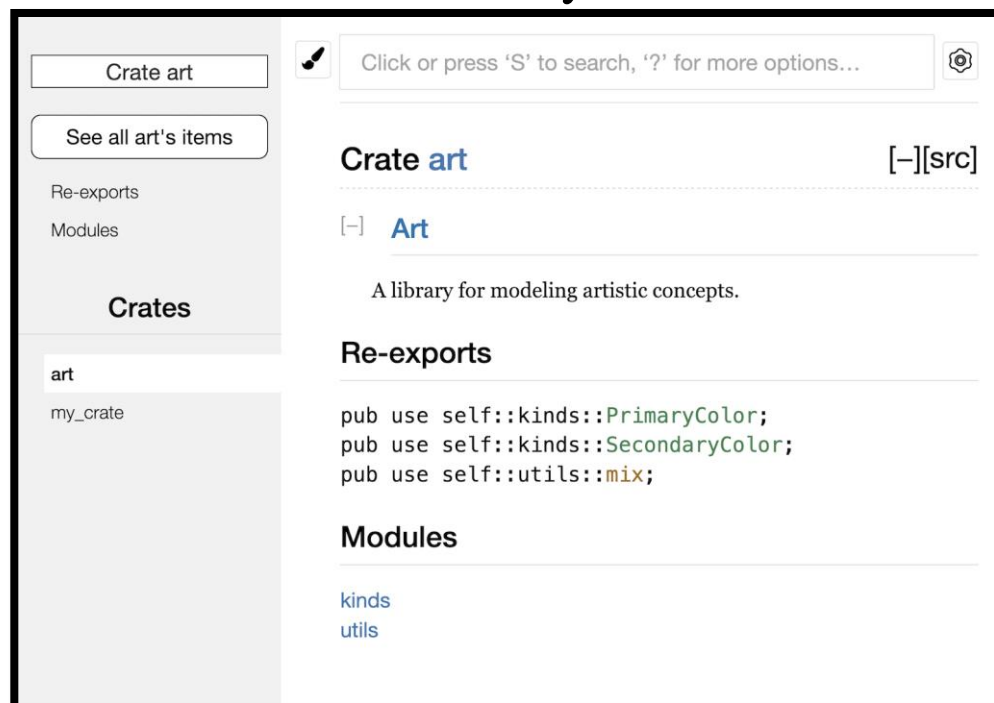 Crate art
See all art's items
Re-exports
Modules
Crates
art
my_crate
Click or press ‘S’ to search, ‘?’ for more options…
Crate art [−][src]
[−] Art
A library for modeling artistic concepts.
Re-exports
pub use self::kinds::PrimaryColor;
pub use self::kinds::SecondaryColor;
pub use self::utils::mix;
Modules
kinds
utils